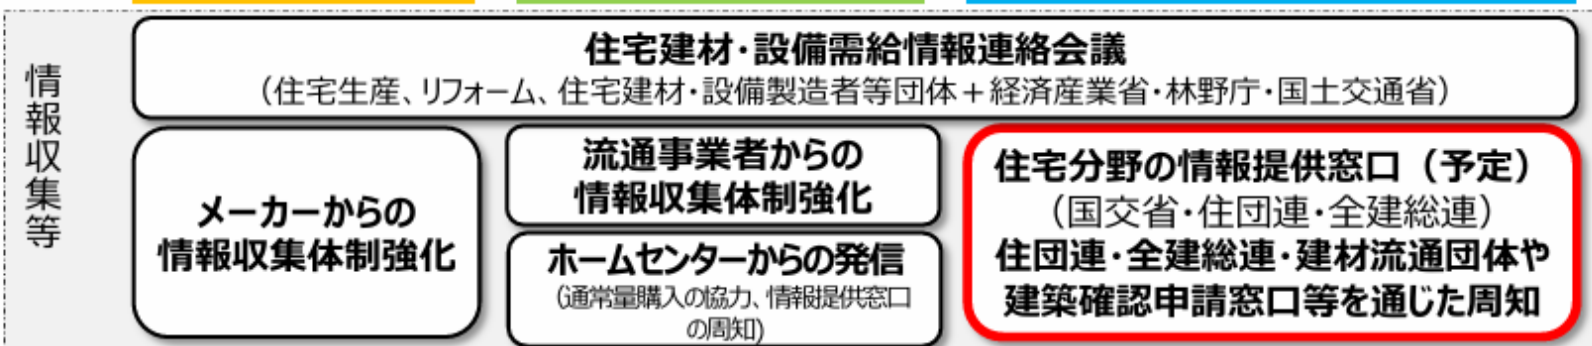 情報収集等
住宅建材・設備需給情報連絡会議
（住宅生産、リフォーム、住宅建材・設備製造者等団体＋経済産業省・林野庁・国土交通省）
メーカーからの
情報収集体制強化
流通事業者からの
情報収集体制強化
ホームセンターからの発信
（通常量購入の協力、情報提供窓口
の周知)
住宅分野の情報提供窓口（予定）
（国交省・住団連・全建総連）
住団連・全建総連・建材流通団体や
建築確認申請窓口等を通じた周知